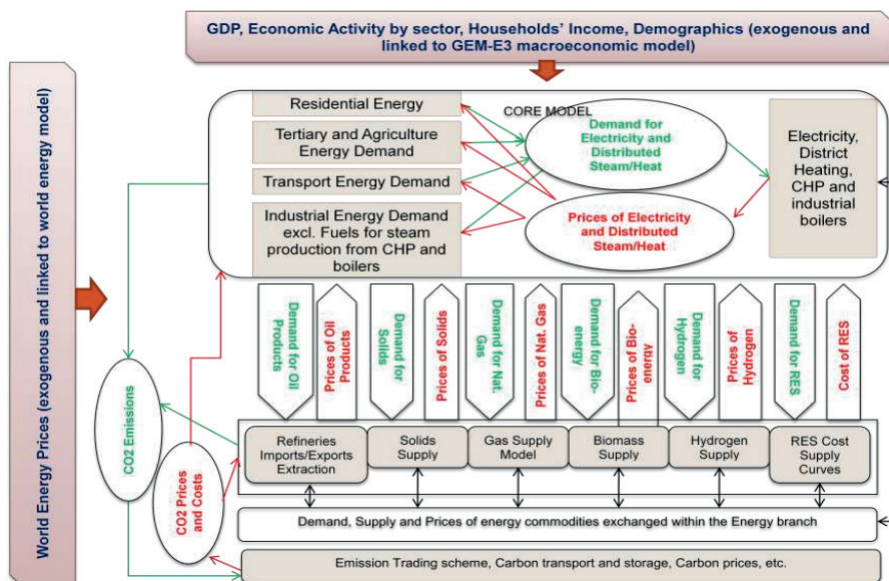 GDP, Economic Activity by sector, Households' Income, Demographics (exogenous and
linked to GEM-E3 macroeconomic model)
World Energy Prices (exogenous and linked to world energy model)
CORE MODEL
Residential Energy
Tertiary and Agriculture
Energy Demand
Transport Energy Demand
Industrial Energy Demand
excl. Fuels for steam
production from CHP and
boilers
Demand for
Electricity and
Distributed
Steam/Heat
Prices of Electricity
and Distributed
Steam/Heat
Electricity,
District
Heating,
CHP and
industrial
boilers
Demand for Oil
Products
Prices of Oil
Products
Demand for
Solids
Prices of Solids
Demand for Nat.
Gas
Prices of Nat. Gas
Demand for Bio-
energy
Prices of Bio-
energy
Demand for
Hydrogen
Prices of
Hydrogen
Demand for RES
Cost of RES
CO2 Emissions
CO2 Prices
and Costs
Refineries
Imports/Exports
Extraction
Solids
Supply
Gas Supply
Model
Biomass
Supply
Hydrogen
Supply
RES Cost
Supply
Curves
Demand, Supply and Prices of energy commodities exchanged within the Energy branch
Emission Trading scheme, Carbon transport and storage, Carbon prices, etc.